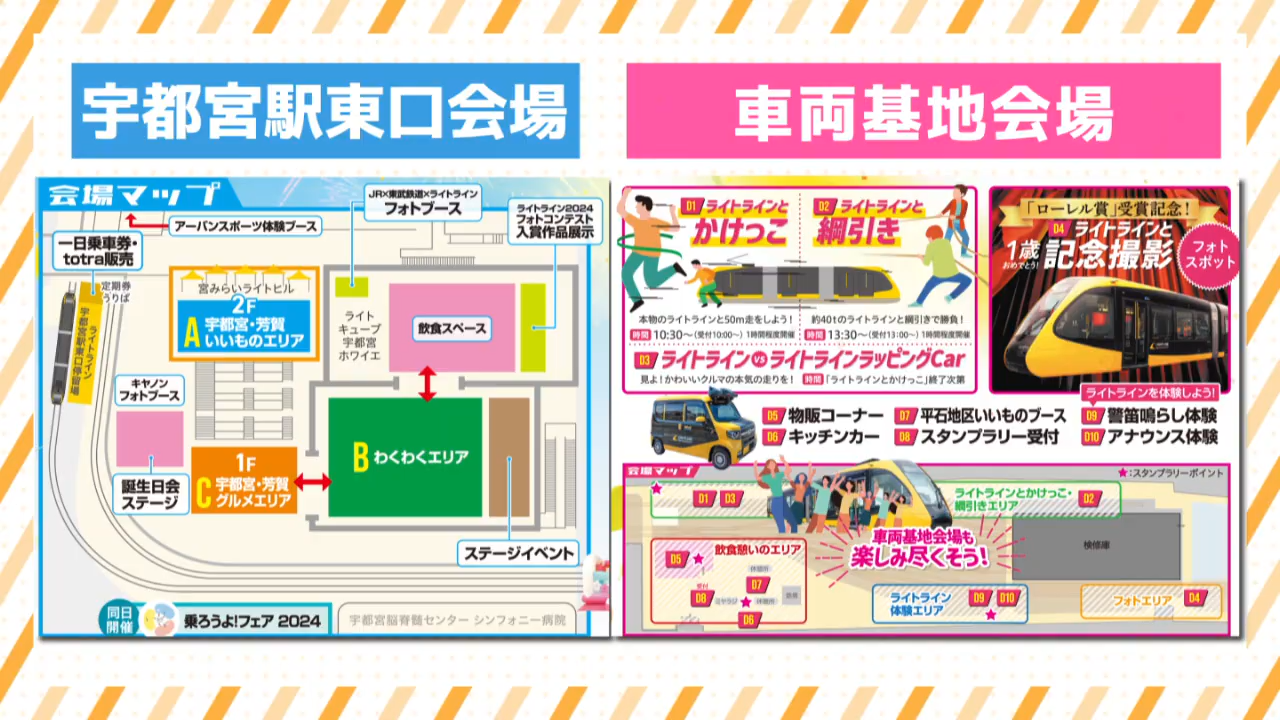 宇都宮駅東口会場
車両基地会場
会場マップ
アーバンスポーツ体験ブース
JR×東武鉄道×ライトライン
フォトブース
ライトライン2024
フォトコンテスト
入賞作品展示
一日乗車券・
totra販売
定期券
うりば
ライトライン
宇都宮駅東口停留場
宮みらいライトヒル
2F
A 宇都宮・芳賀
いいものエリア
ライト
キューブ
宇都宮
ホワイエ
飲食スペース
キヤノン
フォトブース
誕生日会
ステージ
1F
C 宇都宮・芳賀
グルメエリア
B わくわくエリア
ステージイベント
同日
開催
乗ろうよ!フェア 2024
宇都宮脳脊髄センター シンフォニー病院
D1 ライトラインと
かけっこ
D2 ライトラインと
綱引き
本物のライトラインと50m走をしよう!
時間 10:30~(受付10:00~) 1時間程度開催
約40tのライトラインと綱引きで勝負!
時間 13:30~(受付13:00~) 1時間程度開催
D3 ライトラインvsライトラインラッピングCar
見よ!かわいいクルマの本気の走りを! 時間 「ライトラインとかけっこ」終了次第
「ローレル賞」受賞記念!
D4 ライトラインと
1歳 おめでとう! 記念撮影
フォト
スポット
ライトラインを体験しよう!
D5 物販コーナー
D7 平石地区いいものブース
D9 警笛鳴らし体験
D6 キッチンカー
D8 スタンプラリー受付
D10 アナウンス体験
会場マップ
★:スタンプラリーポイント
D1 D3
ライトラインとかけっこ・
綱引きエリア
D2
車両基地会場も
楽しみ尽くそう!
検修庫
D5
飲食憩いのエリア
休憩所
D7
受付
D8
ミヤラジ
休憩所
D6
ライトライン
体験エリア
D9 D10
フォトエリア
D4